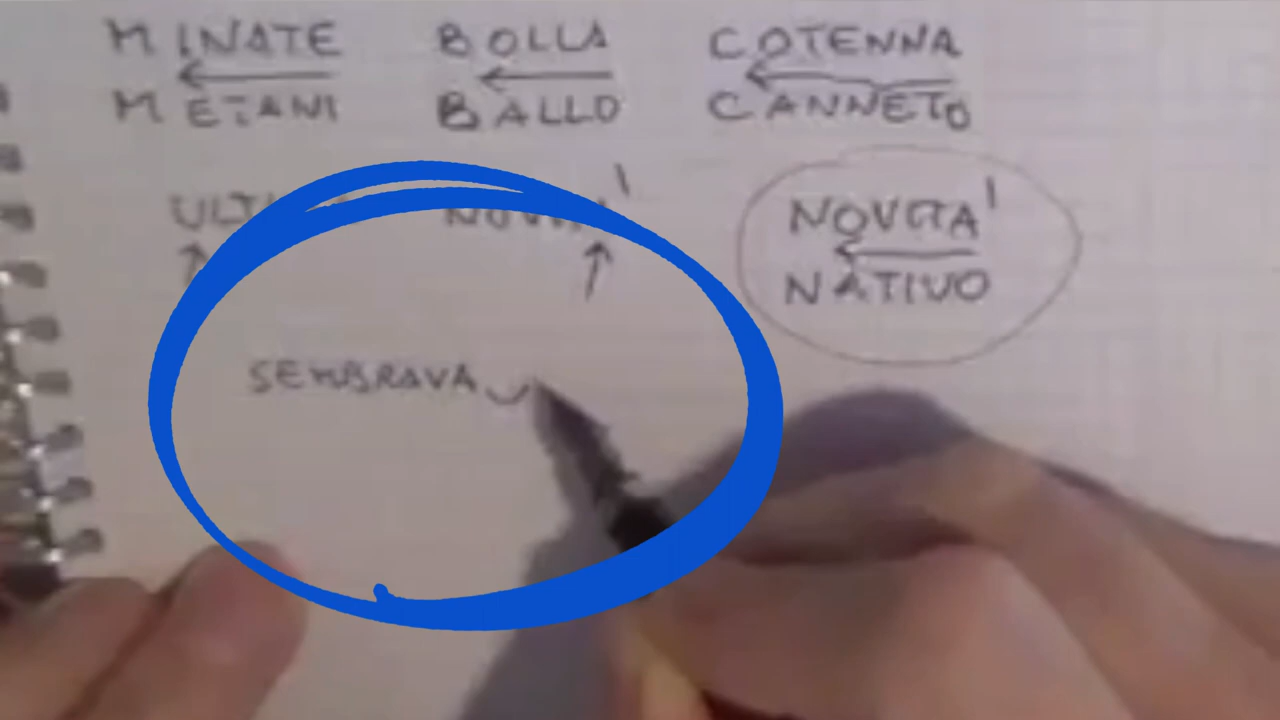 MINATE BOLLA COTENNA
METANI BALLO CANNETO
NOVITA'
NATIVO
SEMBRAVA